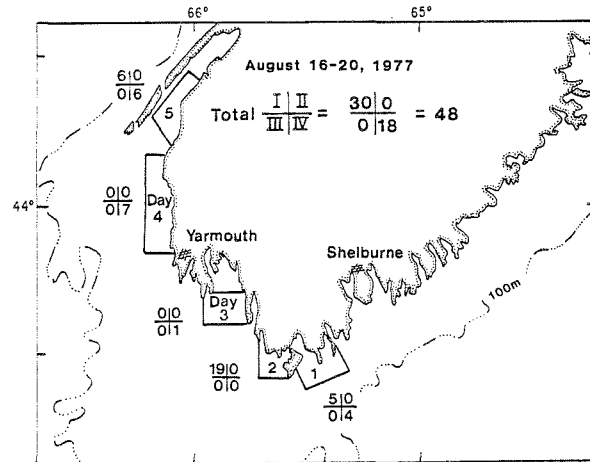 66° 65°
August 16-20, 1977
Total I|II / III|IV = 30|0 / 0|18 = 48
6|0 / 0|6
5
0|0 / 0|7
Day 4
44°
Yarmouth
Shelburne
100m
Day 3
0|0 / 0|1
19|0 / 0|0
2
1
5|0 / 0|4